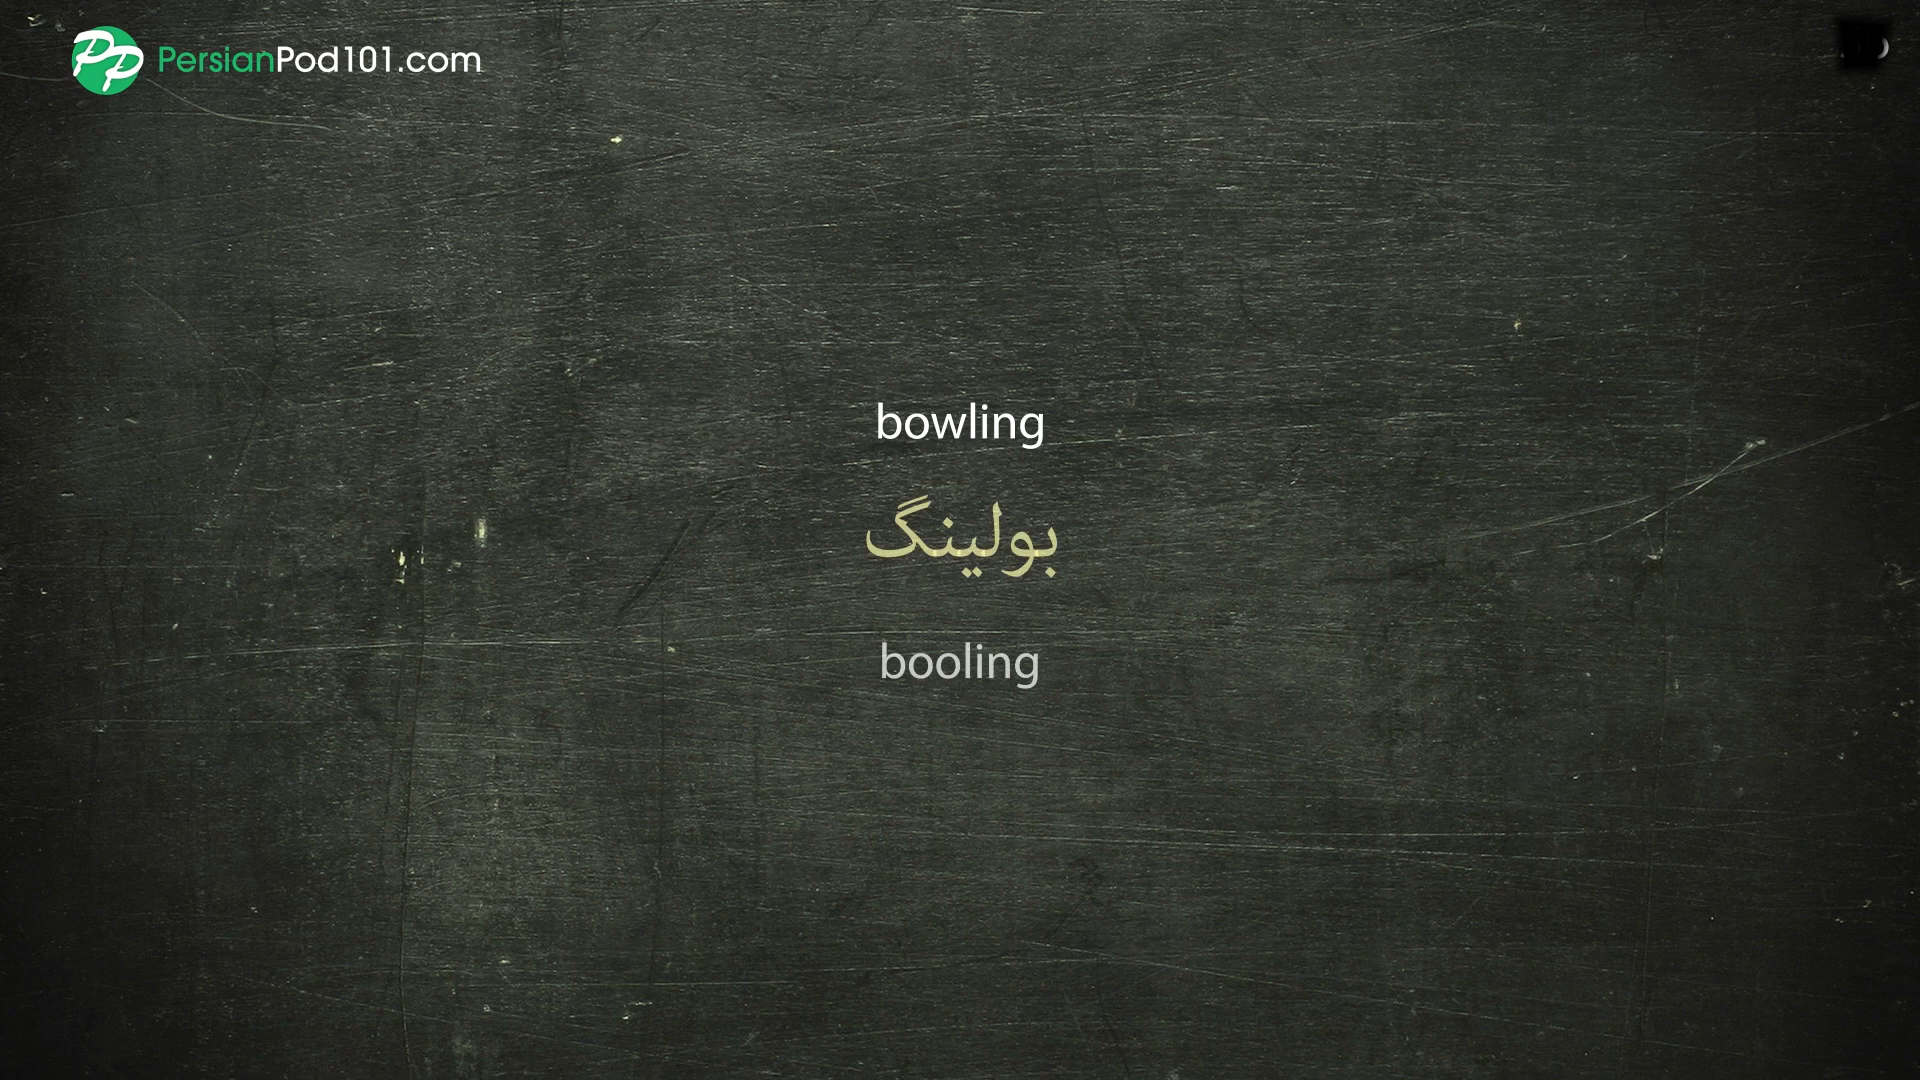 PersianPod101.com
bowling
بولینگ
booling